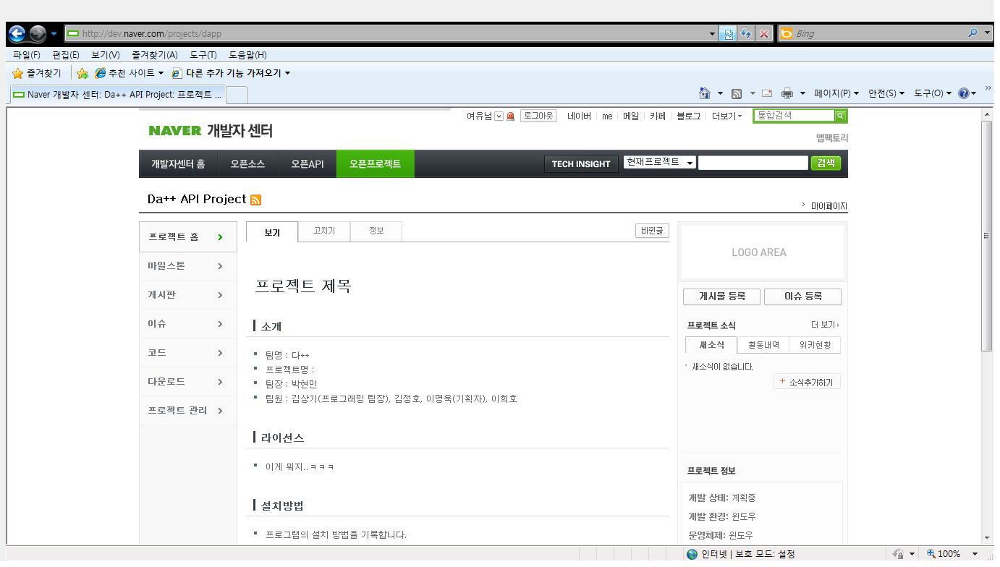 http://dev.naver.com/projects/dapp
Bing
파일(F) 편집(E) 보기(V) 즐겨찾기(A) 도구(T) 도움말(H)
즐겨찾기 추천 사이트 다른 추가 기능 가져오기
Naver 개발자 센터: Da++ API Project: 프로젝트 ...
페이지(P) 안전(S) 도구(O)
여유님 로그아웃 네이버 me 메일 카페 블로그 더보기 통합검색
NAVER 개발자 센터
앱팩토리
개발자센터 홈 오픈소스 오픈API 오픈프로젝트 TECH INSIGHT 현재프로젝트 검색
Da++ API Project
마이페이지
프로젝트 홈
마일스톤
게시판
이슈
코드
다운로드
프로젝트 관리
보기 고치기 정보 바뀐글
프로젝트 제목
소개
팀명 : 다++
프로젝트명 :
팀장 : 박현민
팀원 : 김상기(프로그래밍 팀장), 김정호, 이명욱(기획자), 이희호
라이선스
이게 뭐지..ㅋㅋㅋ
설치방법
프로그램의 설치 방법을 기록합니다.
LOGO AREA
게시물 등록 이슈 등록
프로젝트 소식 더 보기
새소식 활동내역 위키현황
새소식이 없습니다.
+ 소식추가하기
프로젝트 정보
개발 상태: 계획중
개발 환경: 윈도우
운영체제: 윈도우
인터넷 | 보호 모드: 설정
100%